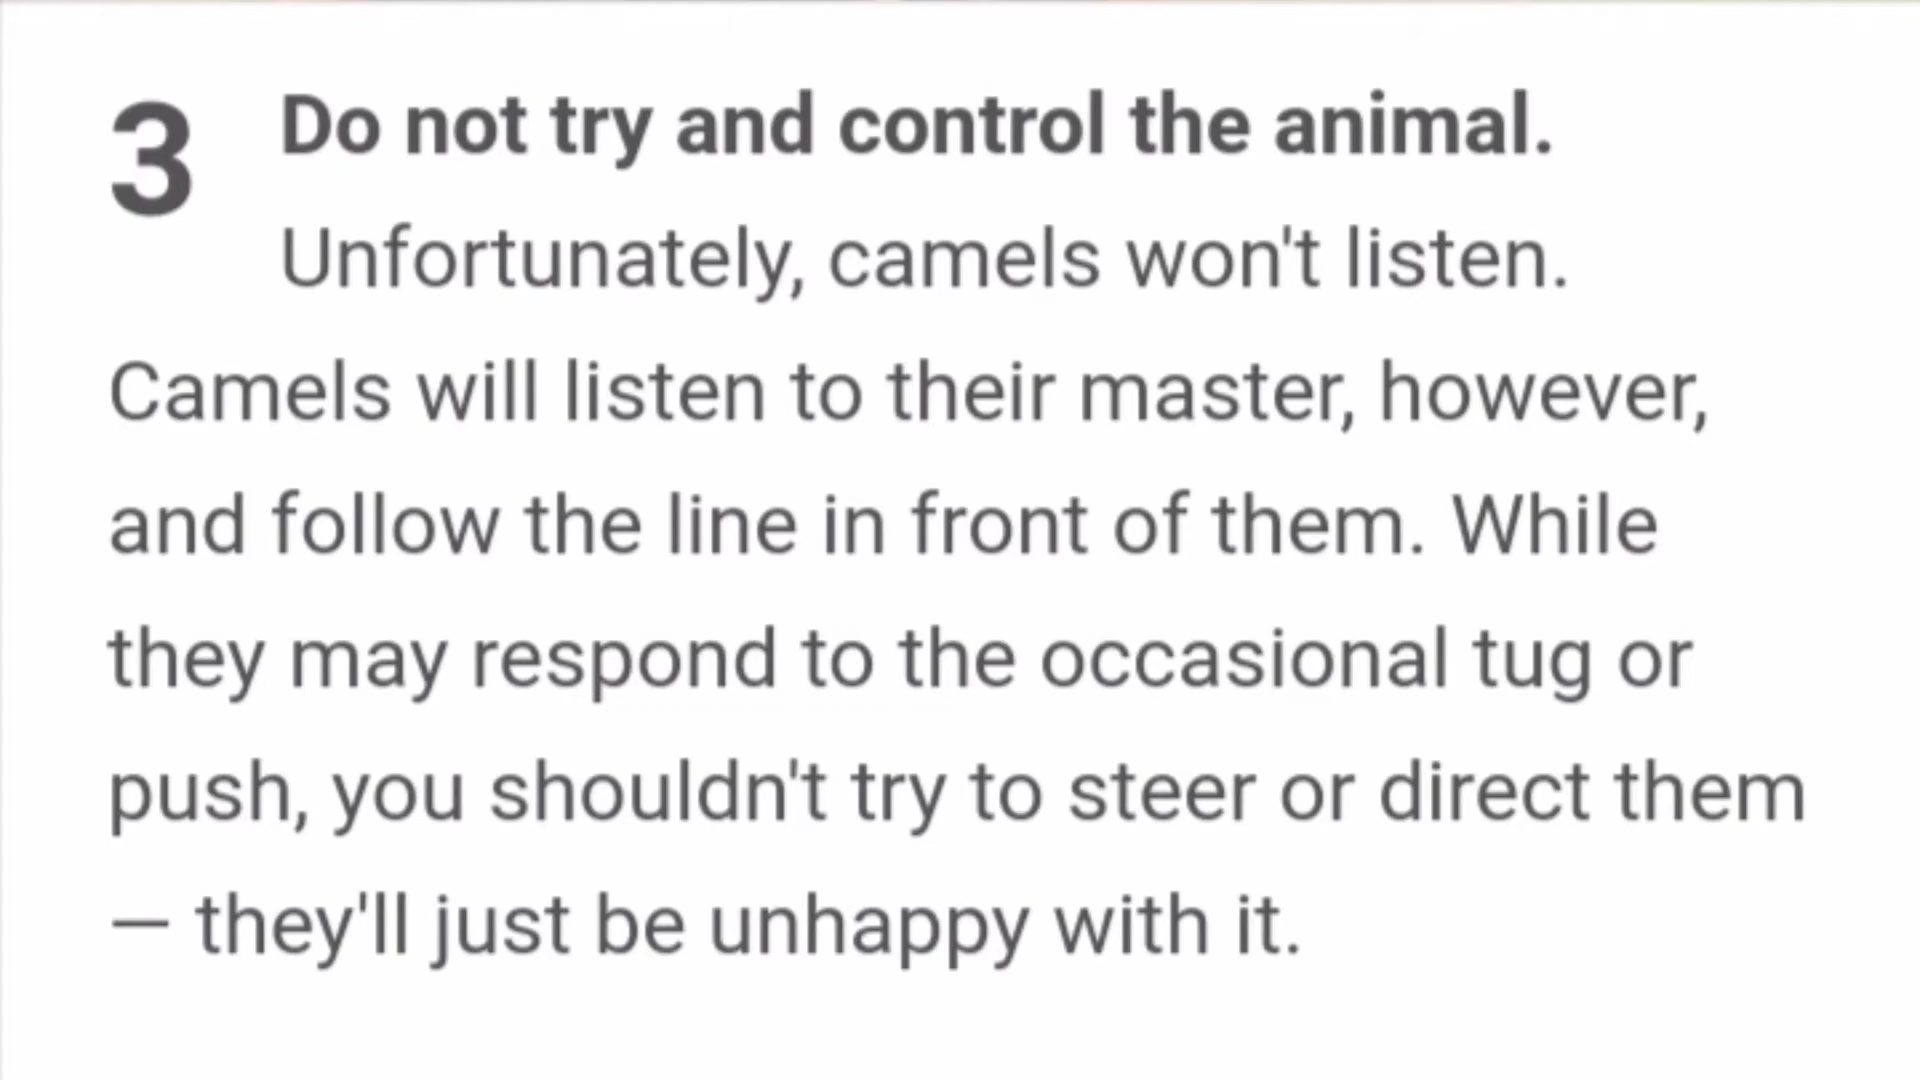 3 Do not try and control the animal.
Unfortunately, camels won't listen.
Camels will listen to their master, however,
and follow the line in front of them. While
they may respond to the occasional tug or
push, you shouldn't try to steer or direct them
— they'll just be unhappy with it.